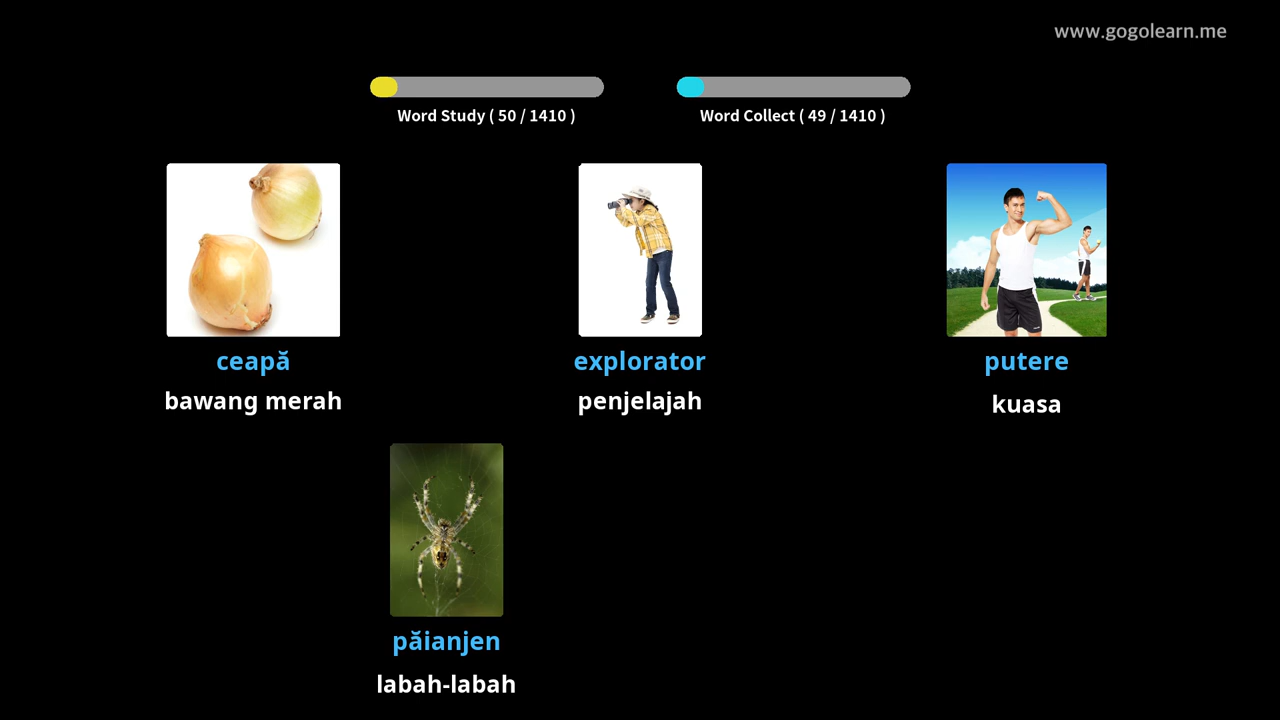 www.gogolearn.me
Word Study ( 50 / 1410 )
Word Collect ( 49 / 1410 )
ceapă
explorator
putere
bawang merah
penjelajah
kuasa
păianjen
labah-labah